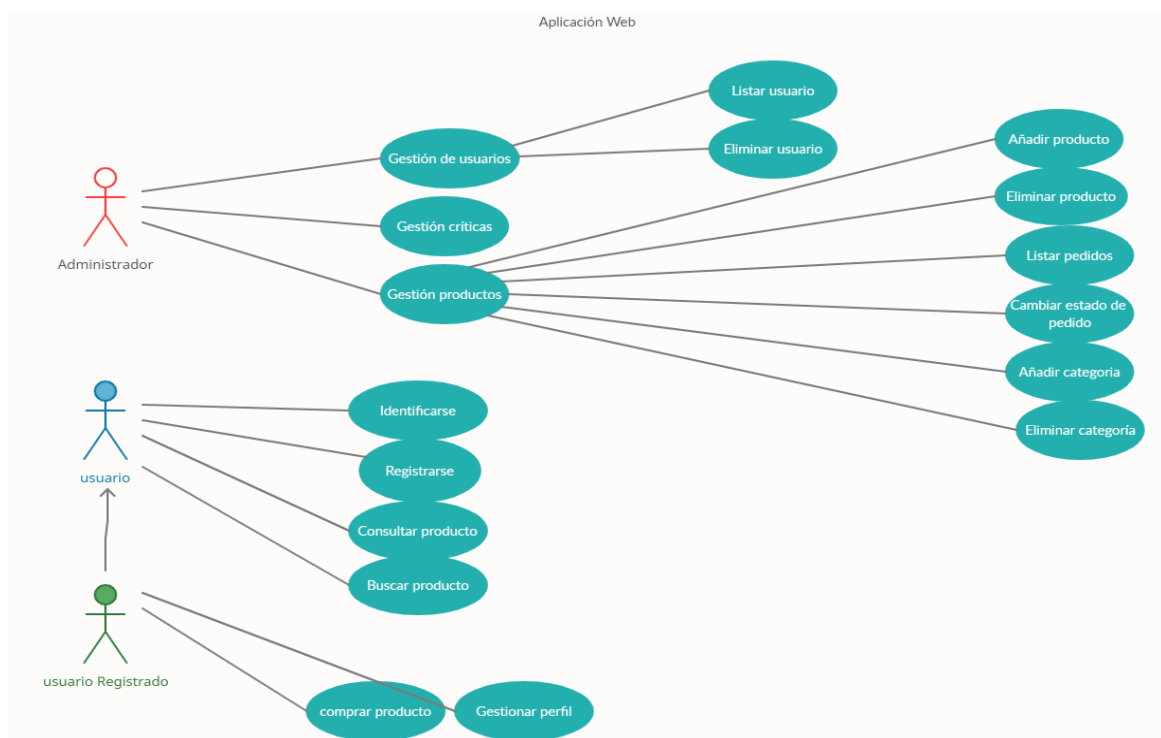 Aplicación Web
Listar usuario
Eliminar usuario
Gestión de usuarios
Añadir producto
Eliminar producto
Gestión críticas
Listar pedidos
Administrador
Gestión productos
Cambiar estado de
pedido
Añadir categoria
Eliminar categoría
Identificarse
Registrarse
usuario
Consultar producto
Buscar producto
usuario Registrado
comprar producto
Gestionar perfil